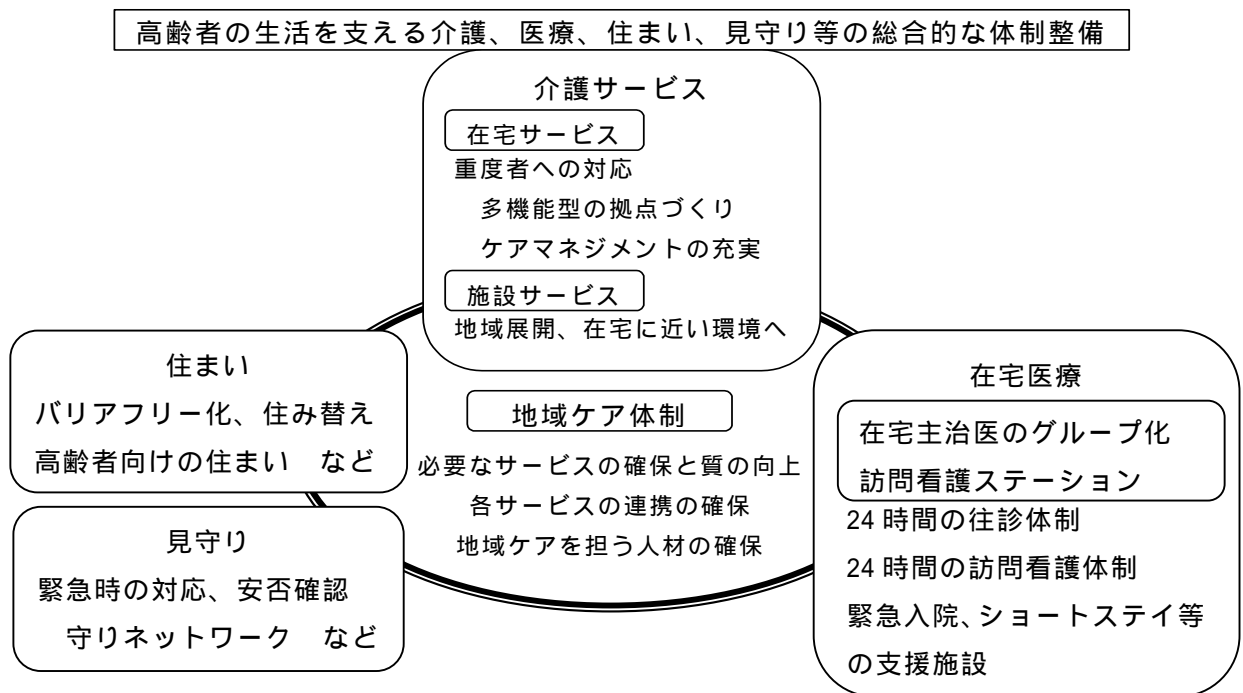 高齢者の生活を支える介護、医療、住まい、見守り等の総合的な体制整備
介護サービス
在宅サービス
重度者への対応
多機能型の拠点づくり
ケアマネジメントの充実
施設サービス
地域展開、在宅に近い環境へ
住まい
バリアフリー化、住み替え
高齢者向けの住まい　など
見守り
緊急時の対応、安否確認
守りネットワーク　など
地域ケア体制
必要なサービスの確保と質の向上
各サービスの連携の確保
地域ケアを担う人材の確保
在宅医療
在宅主治医のグループ化
訪問看護ステーション
24 時間の往診体制
24 時間の訪問看護体制
緊急入院、ショートステイ等
の支援施設